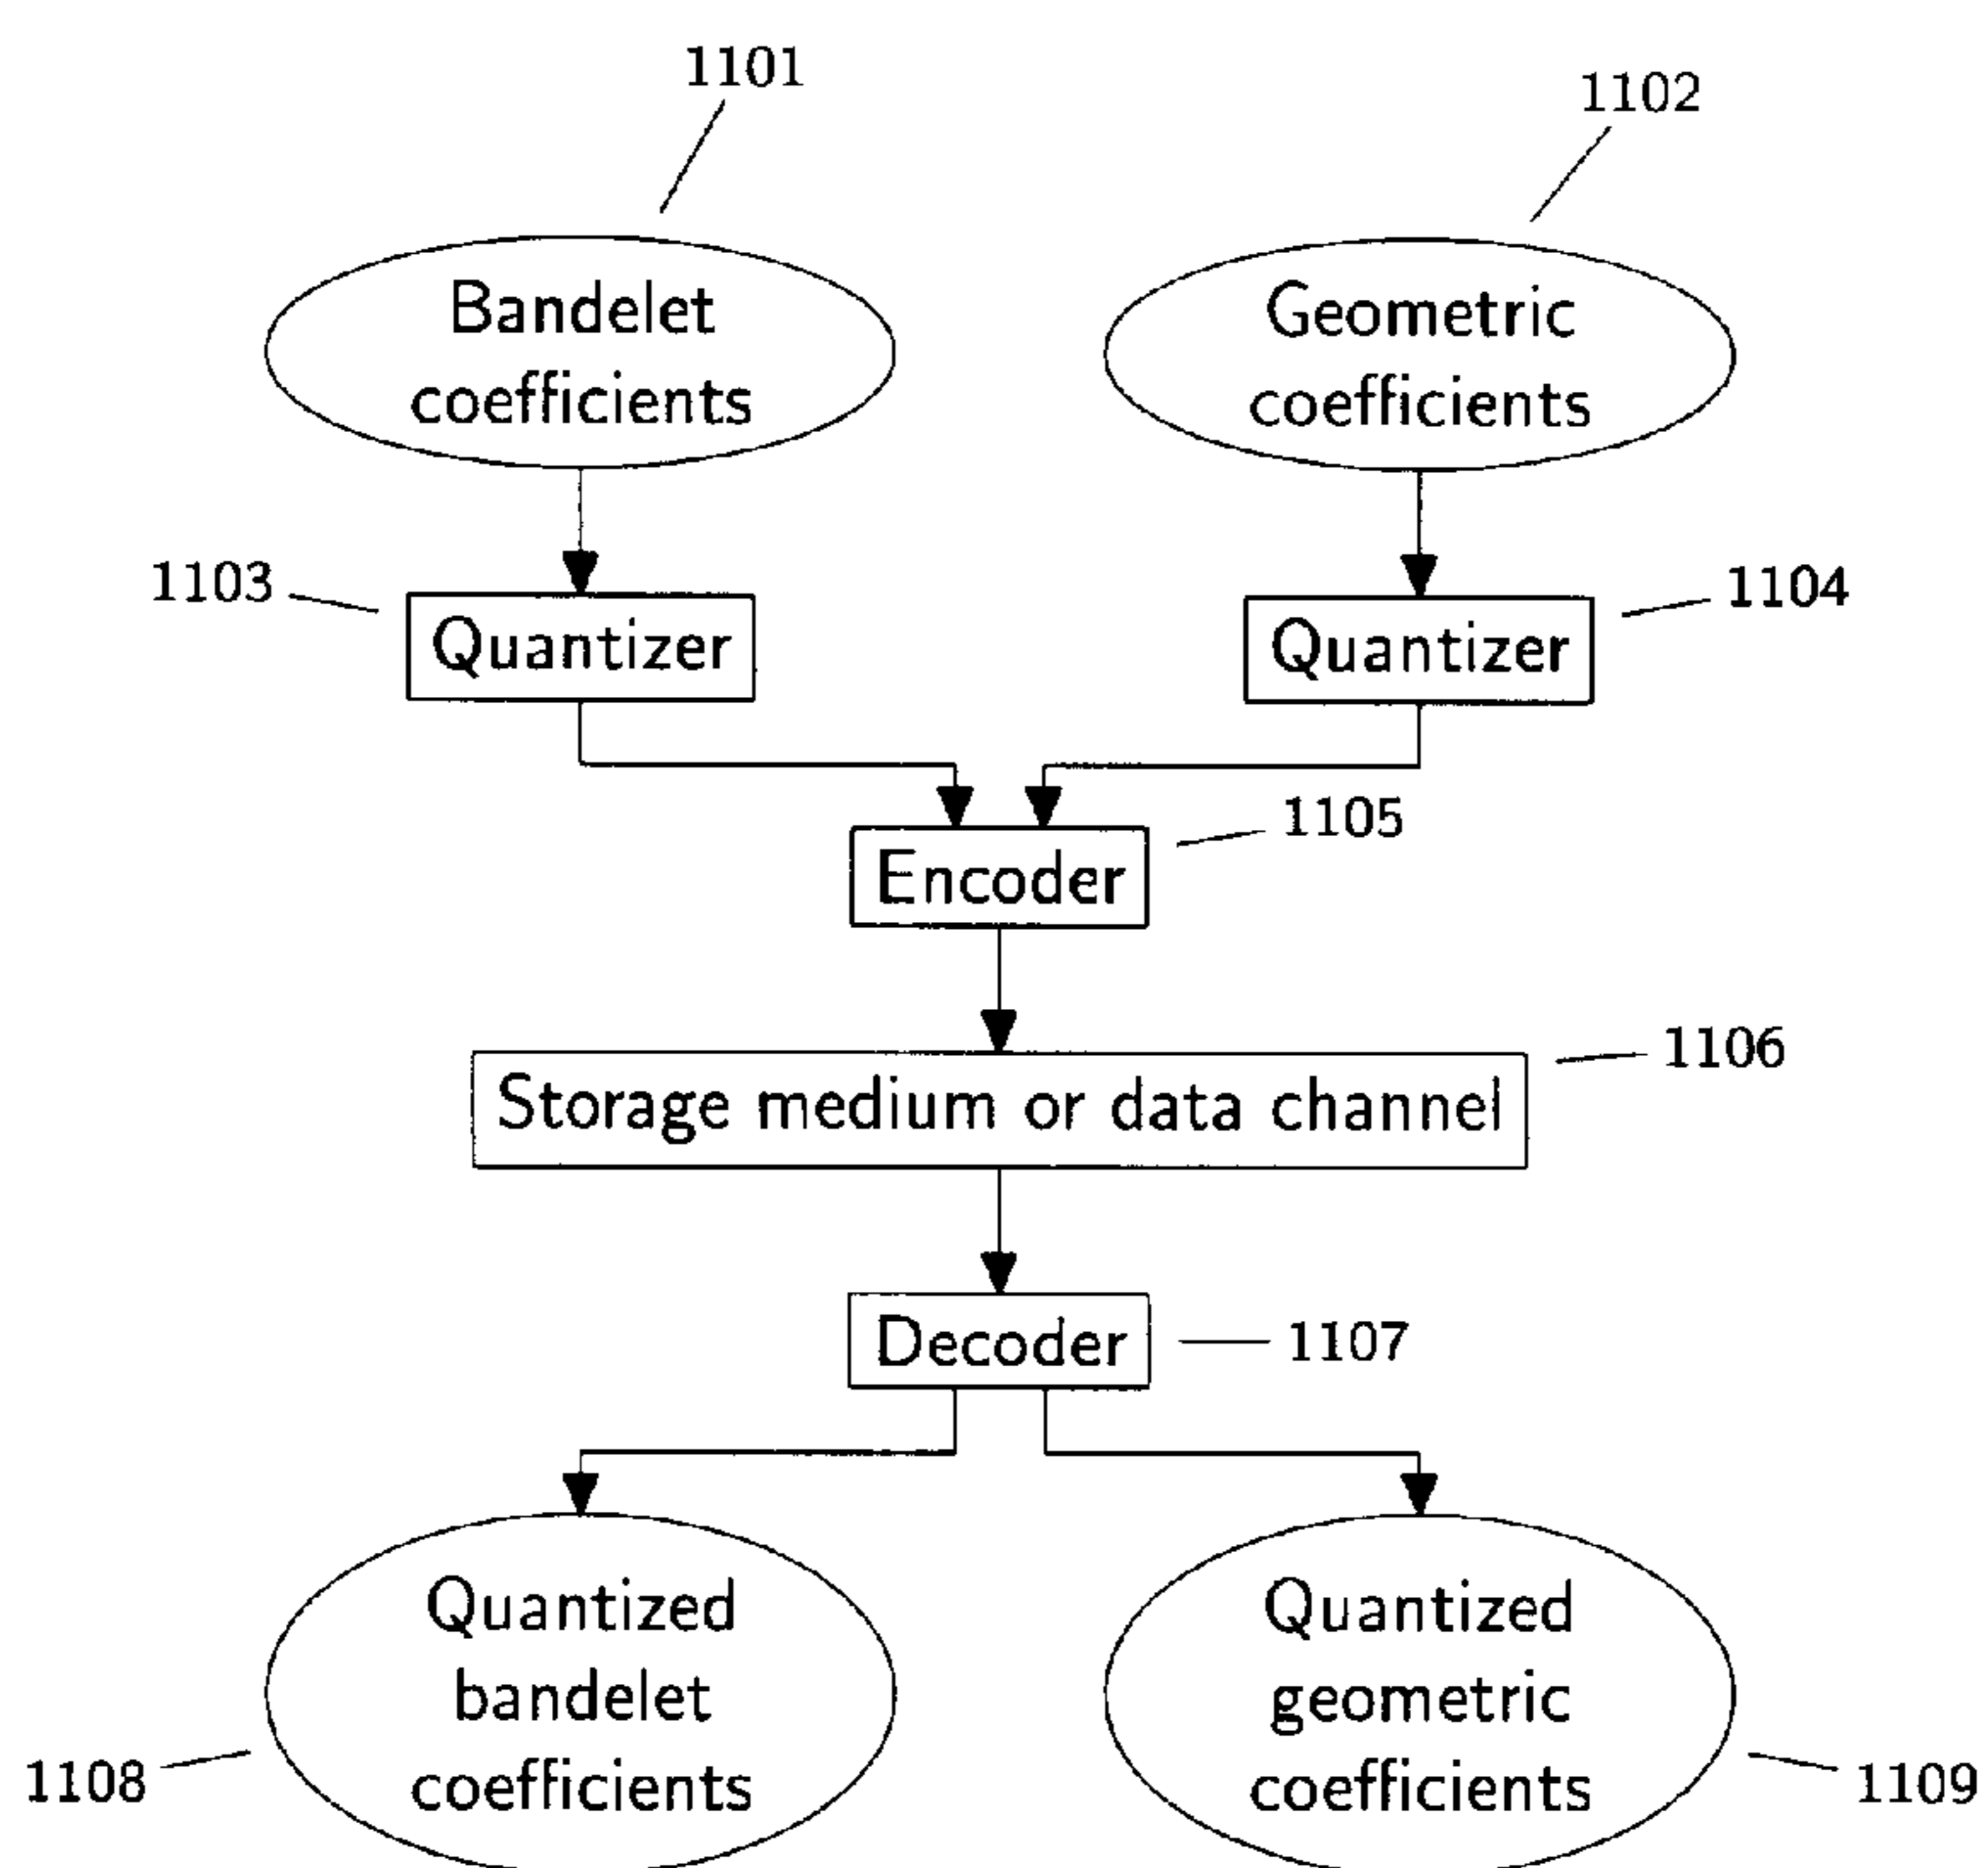 1101
1102
Bandelet
coefficients
Geometric
coefficients
1103
Quantizer
Quantizer
1104
Encoder
1105
Storage medium or data channel
1106
Decoder
1107
Quantized
bandelet
coefficients
Quantized
geometric
coefficients
1108
1109